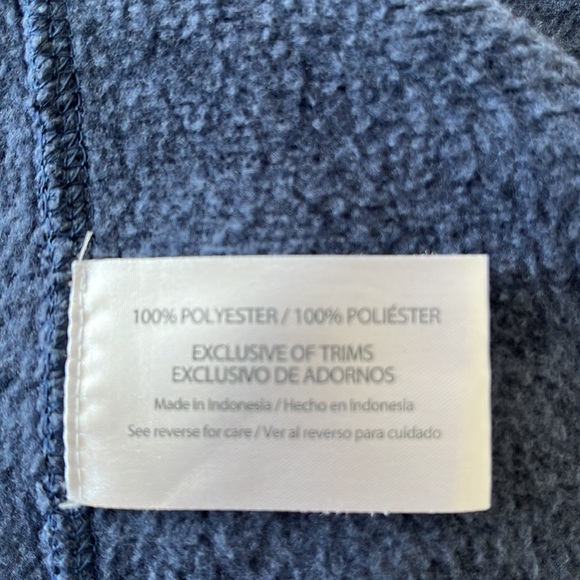 100% POLYESTER / 100% POLIÉSTER
EXCLUSIVE OF TRIMS
EXCLUSIVO DE ADORNOS
Made in Indonesia / Hecho en Indonesia
See reverse for care / Ver al reverso para cuidado